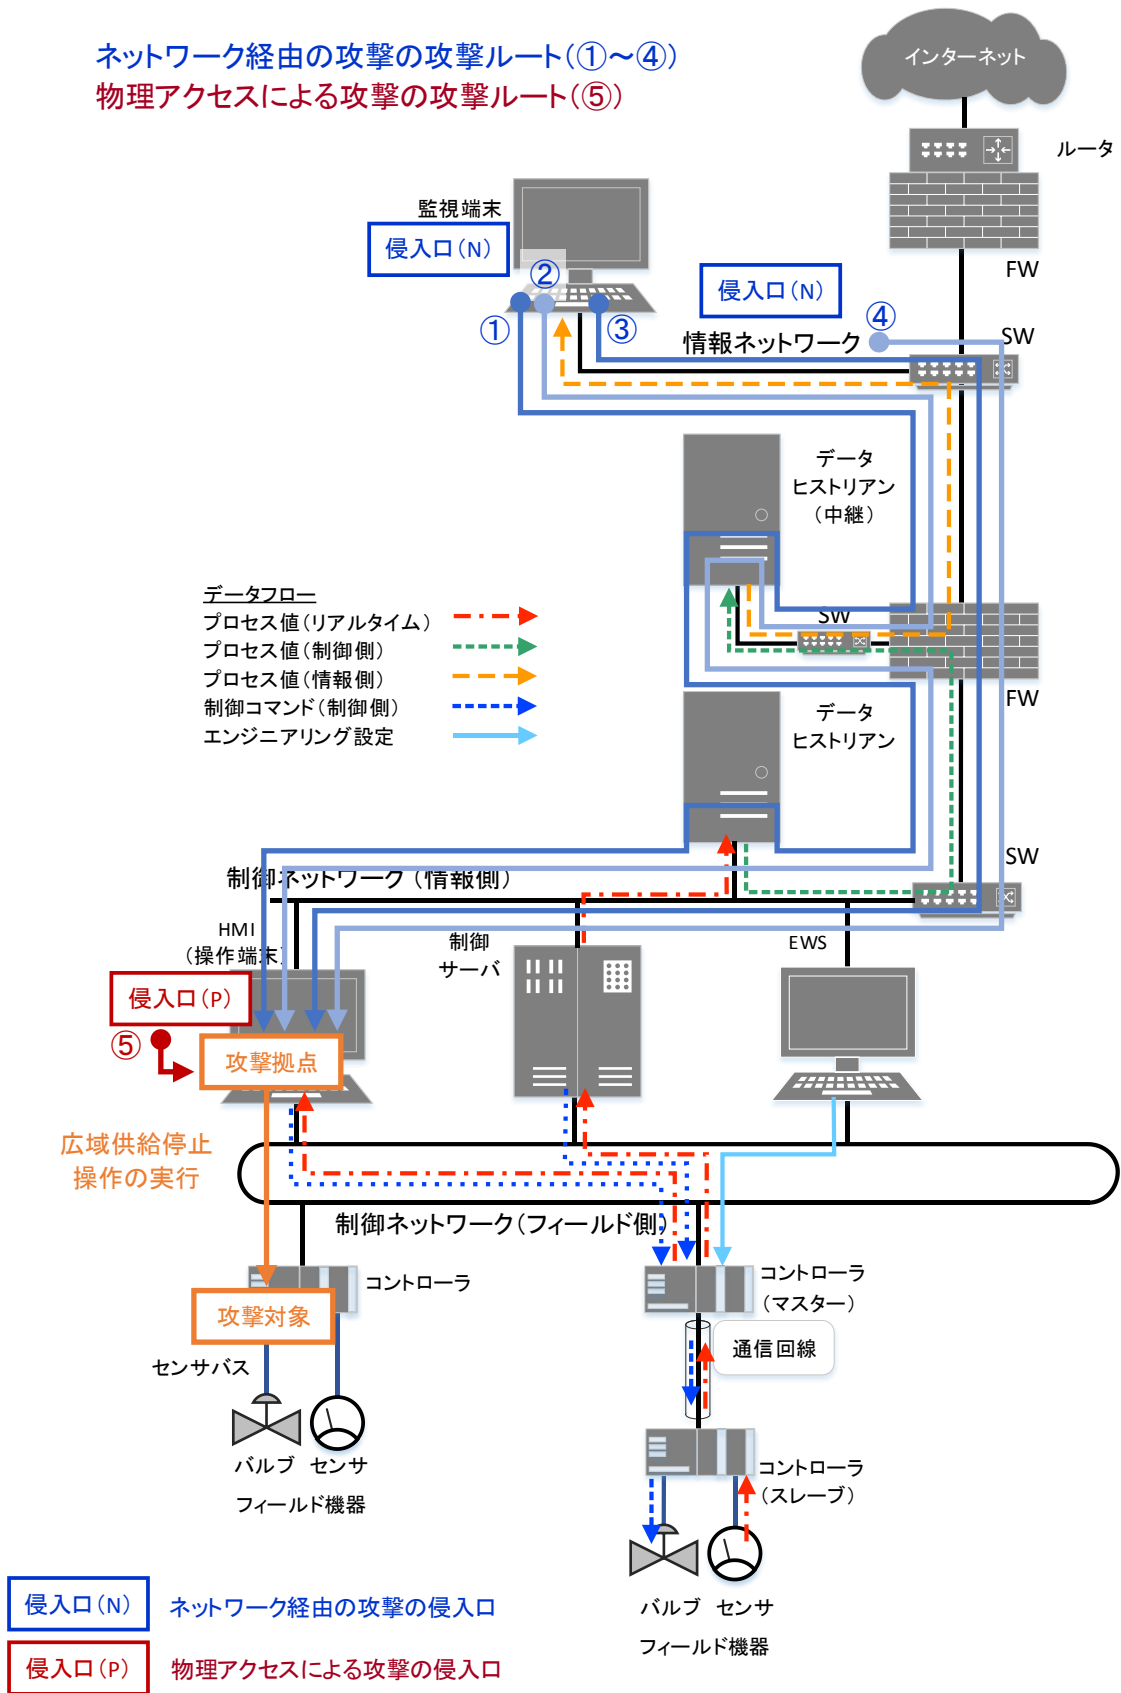 ネットワーク経由の攻撃の攻撃ルート(①～④)
物理アクセスによる攻撃の攻撃ルート(⑤)
インターネット
ルータ
監視端末
侵入口(N)
FW
②
侵入口(N)
①
③
④
情報ネットワーク
SW
データ
ヒストリアン
(中継)
データフロー
プロセス値(リアルタイム)
プロセス値(制御側)
プロセス値(情報側)
制御コマンド(制御側)
エンジニアリング設定
SW
FW
データ
ヒストリアン
SW
制御ネットワーク(情報側)
HMI
(操作端末)
制御
サーバ
EWS
侵入口(P)
⑤
攻撃拠点
広域供給停止
操作の実行
制御ネットワーク(フィールド側)
コントローラ
コントローラ
(マスター)
攻撃対象
通信回線
センサバス
バルブ センサ
フィールド機器
コントローラ
(スレーブ)
バルブ センサ
フィールド機器
侵入口(N) ネットワーク経由の攻撃の侵入口
侵入口(P) 物理アクセスによる攻撃の侵入口